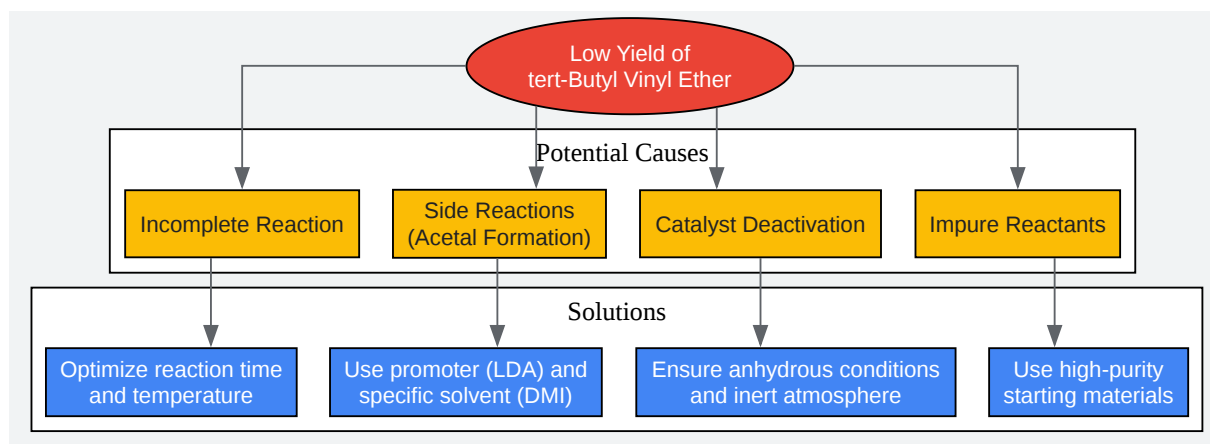 Low Yield of
tert-Butyl Vinyl Ether
Potential Causes
Incomplete Reaction
Side Reactions
(Acetal Formation)
Catalyst Deactivation
Impure Reactants
Solutions
Optimize reaction time
and temperature
Use promoter (LDA) and
specific solvent (DMI)
Ensure anhydrous conditions
and inert atmosphere
Use high-purity
starting materials